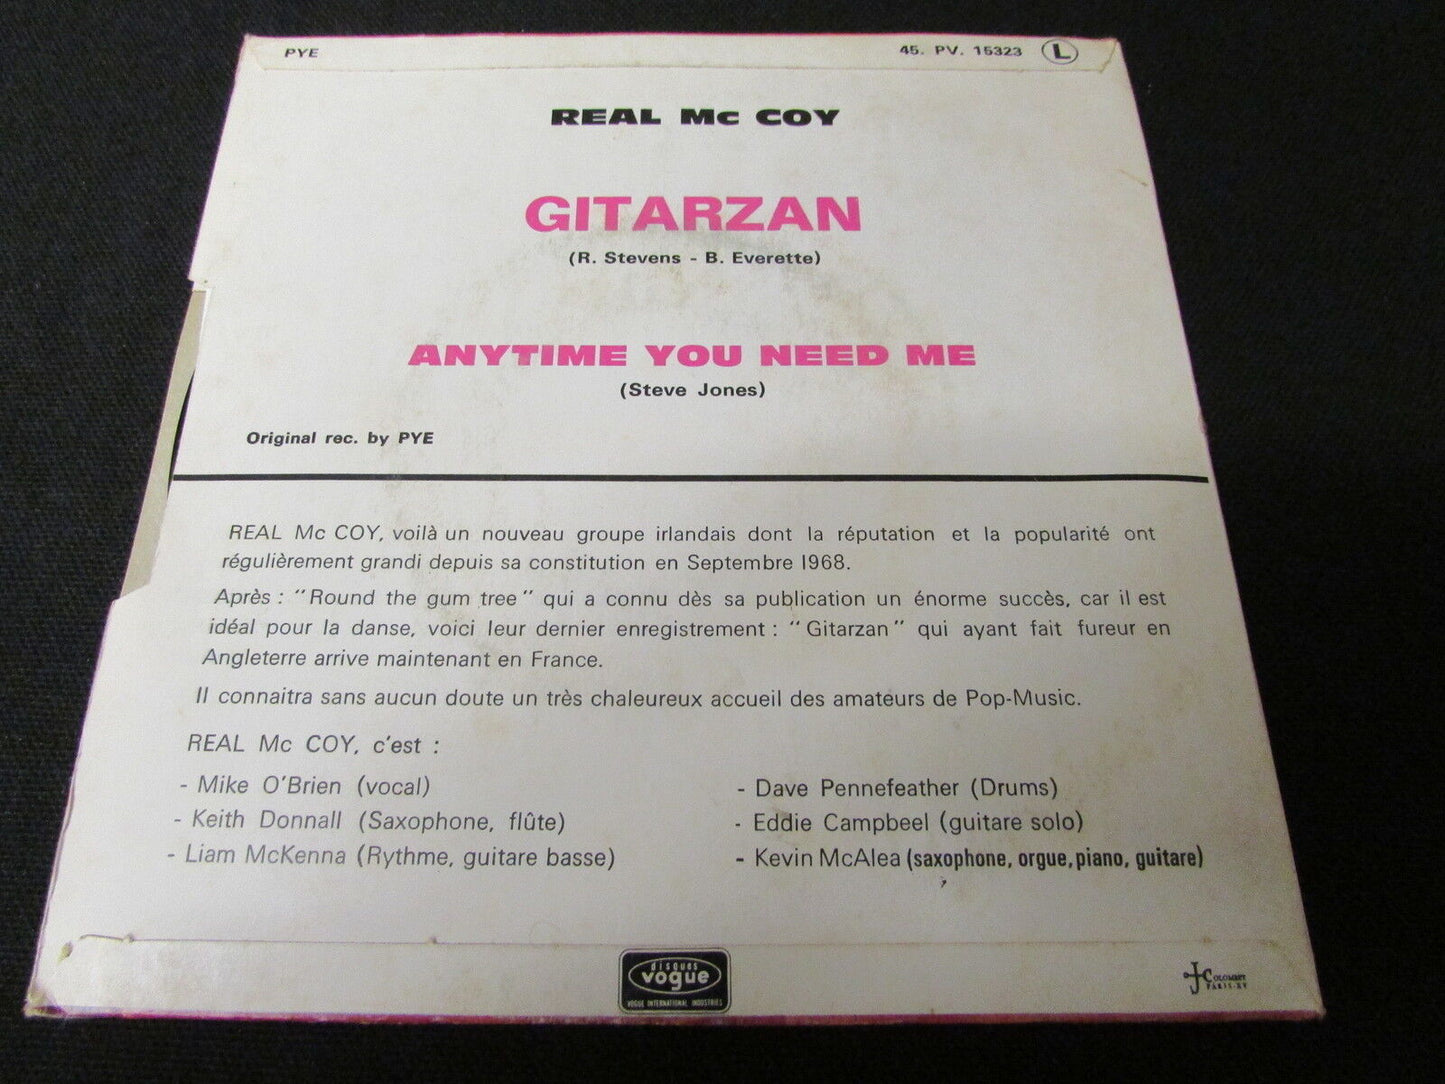 PYE
45. PV. 15323 L
REAL Mc COY
GITARZAN
(R. Stevens - B. Everette)
ANYTIME YOU NEED ME
(Steve Jones)
Original rec. by PYE
REAL Mc COY, voilà un nouveau groupe irlandais dont la réputation et la popularité ont
régulièrement grandi depuis sa constitution en Septembre 1968.
Après : "Round the gum tree" qui a connu dès sa publication un énorme succès, car il est
idéal pour la danse, voici leur dernier enregistrement : "Gitarzan" qui ayant fait fureur en
Angleterre arrive maintenant en France.
Il connaitra sans aucun doute un très chaleureux accueil des amateurs de Pop-Music.
REAL Mc COY, c'est :
- Mike O'Brien (vocal)
- Keith Donnall (Saxophone, flûte)
- Liam McKenna (Rythme, guitare basse)
- Dave Pennefeather (Drums)
- Eddie Campbeel (guitare solo)
- Kevin McAlea (saxophone, orgue, piano, guitare)
disques
vogue
VOGUE INTERNATIONAL INDUSTRIES
J. COLOMBET
PARIS-XV